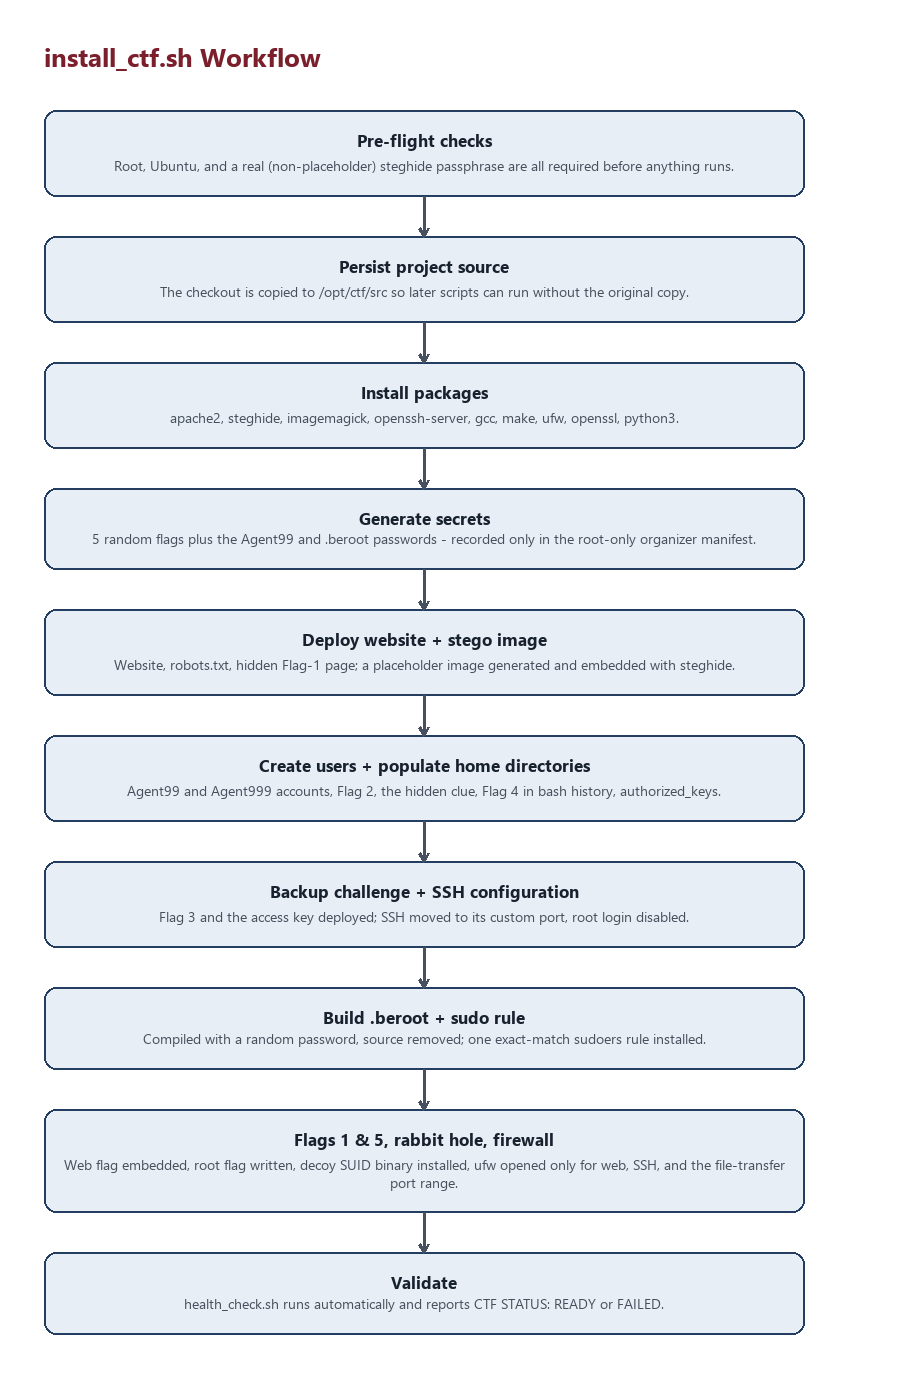 install_ctf.sh Workflow
Pre-flight checks
Root, Ubuntu, and a real (non-placeholder) steghide passphrase are all required before anything runs.
Persist project source
The checkout is copied to /opt/ctf/src so later scripts can run without the original copy.
Install packages
apache2, steghide, imagemagick, openssh-server, gcc, make, ufw, openssl, python3.
Generate secrets
5 random flags plus the Agent99 and .beroot passwords - recorded only in the root-only organizer manifest.
Deploy website + stego image
Website, robots.txt, hidden Flag-1 page; a placeholder image generated and embedded with steghide.
Create users + populate home directories
Agent99 and Agent999 accounts, Flag 2, the hidden clue, Flag 4 in bash history, authorized_keys.
Backup challenge + SSH configuration
Flag 3 and the access key deployed; SSH moved to its custom port, root login disabled.
Build .beroot + sudo rule
Compiled with a random password, source removed; one exact-match sudoers rule installed.
Flags 1 & 5, rabbit hole, firewall
Web flag embedded, root flag written, decoy SUID binary installed, ufw opened only for web, SSH, and the file-transfer
port range.
Validate
health_check.sh runs automatically and reports CTF STATUS: READY or FAILED.